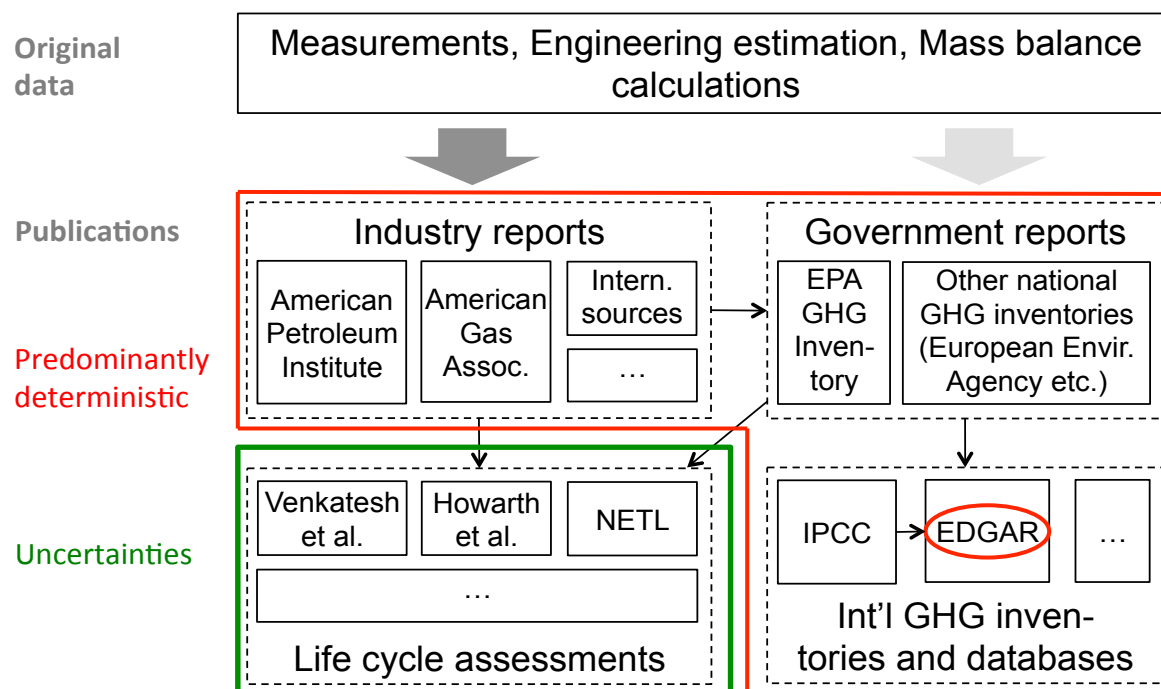 Original
data
Measurements, Engineering estimation, Mass balance
calculations
Publications
Industry reports
American
Petroleum
Institute
American
Gas
Assoc.
Intern.
sources
…
Government reports
EPA
GHG
Inven-
tory
Other national
GHG inventories
(European Envir.
Agency etc.)
Predominantly
deterministic
Uncertainties
Venkatesh
et al.
Howarth
et al.
NETL
…
Life cycle assessments
IPCC
EDGAR
…
Int'l GHG inven-
tories and databases